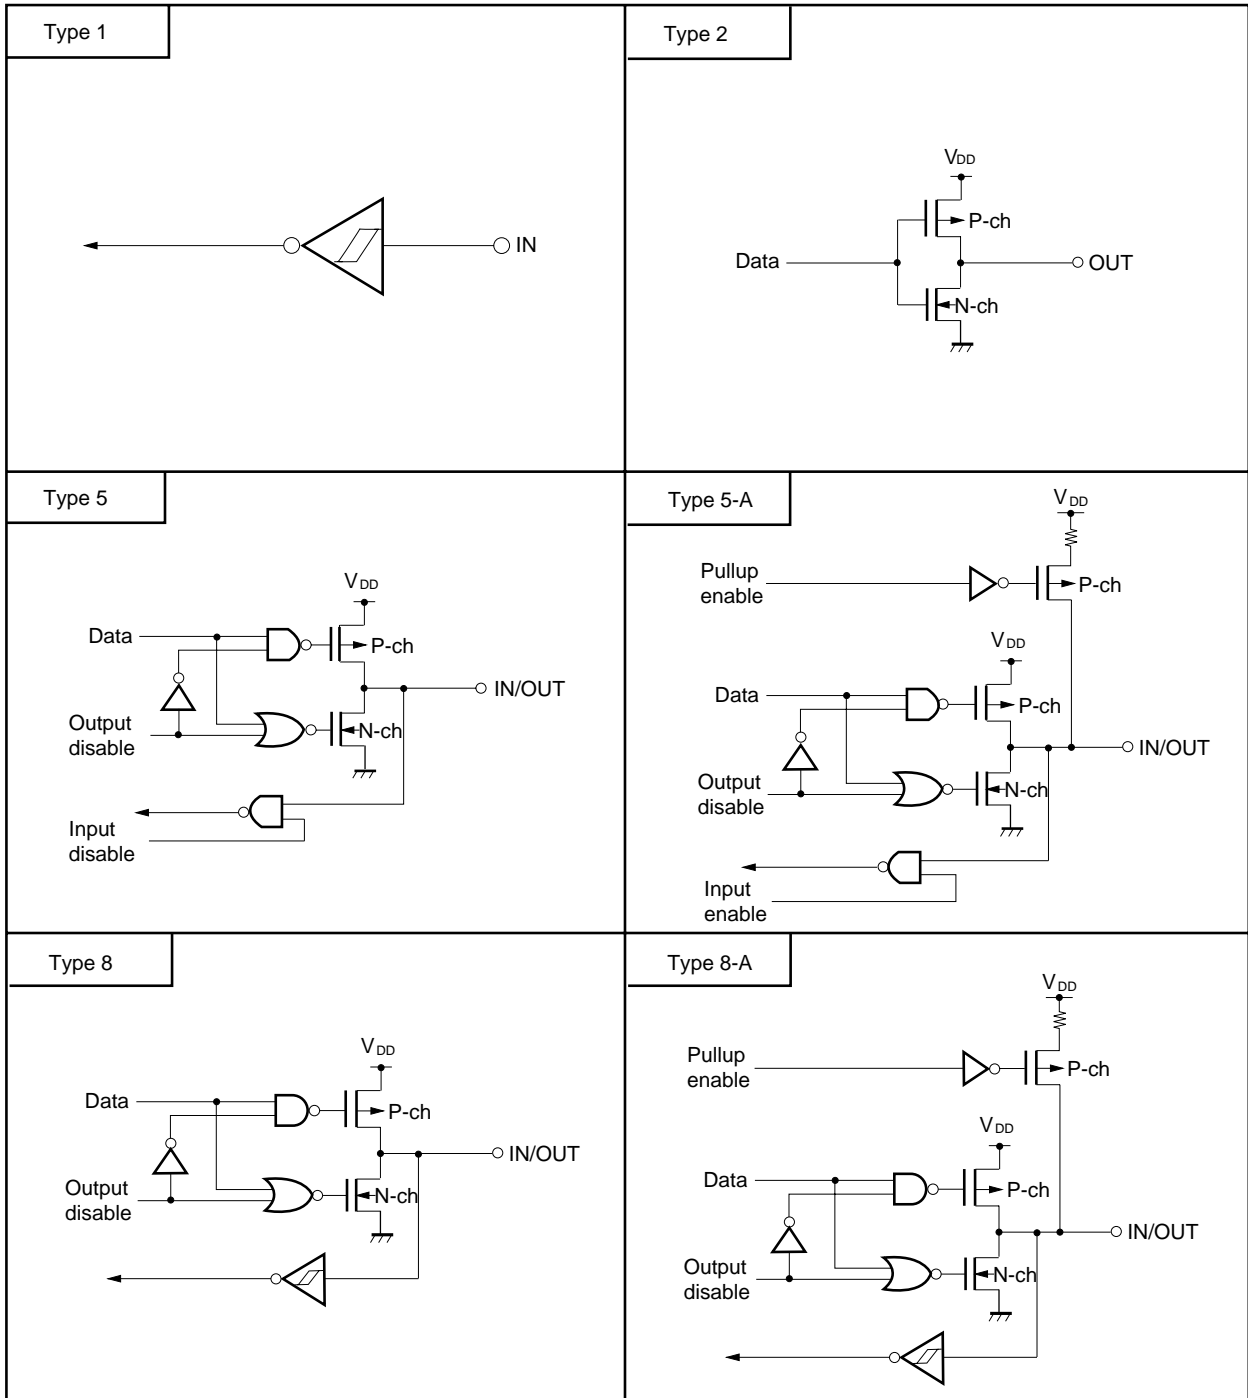 Type 1
IN
Type 2
VDD
P-ch
Data
OUT
N-ch
Type 5
VDD
Data
P-ch
IN/OUT
Output
disable
N-ch
Input
disable
Type 5-A
VDD
Pullup
enable
P-ch
VDD
Data
P-ch
IN/OUT
Output
disable
N-ch
Input
enable
Type 8
VDD
Data
P-ch
IN/OUT
Output
disable
N-ch
Type 8-A
VDD
Pullup
enable
P-ch
VDD
Data
P-ch
IN/OUT
Output
disable
N-ch